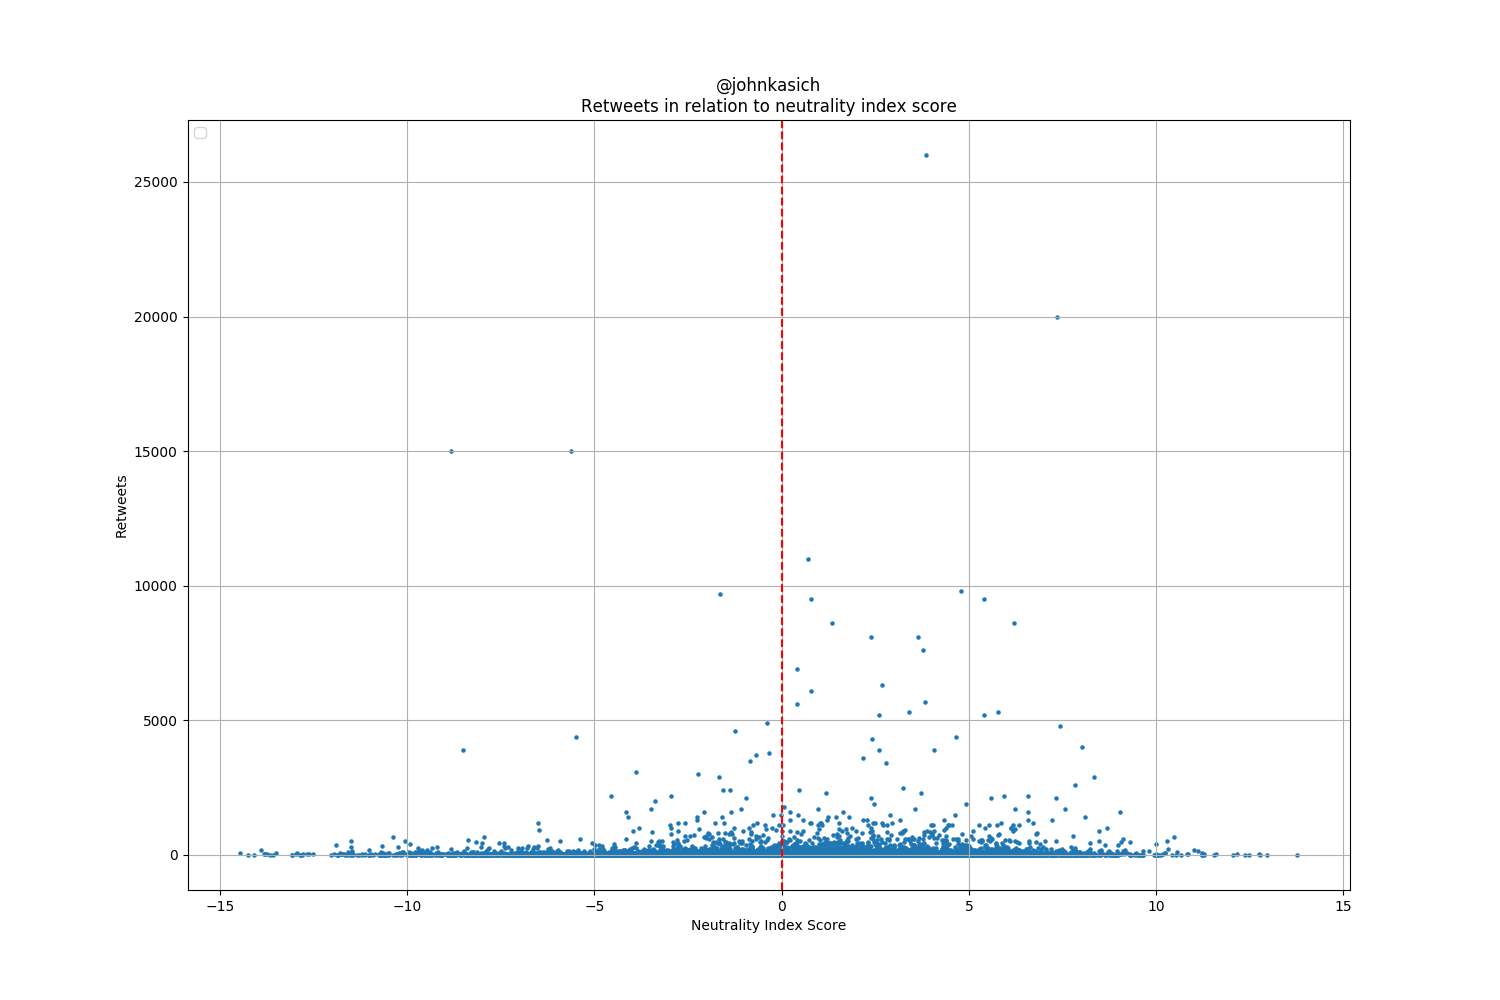 @johnkasich
Retweets in relation to neutrality index score
25000
20000
15000
10000
5000
0
Retweets
−15 −10 −5 0 5 10 15
Neutrality Index Score